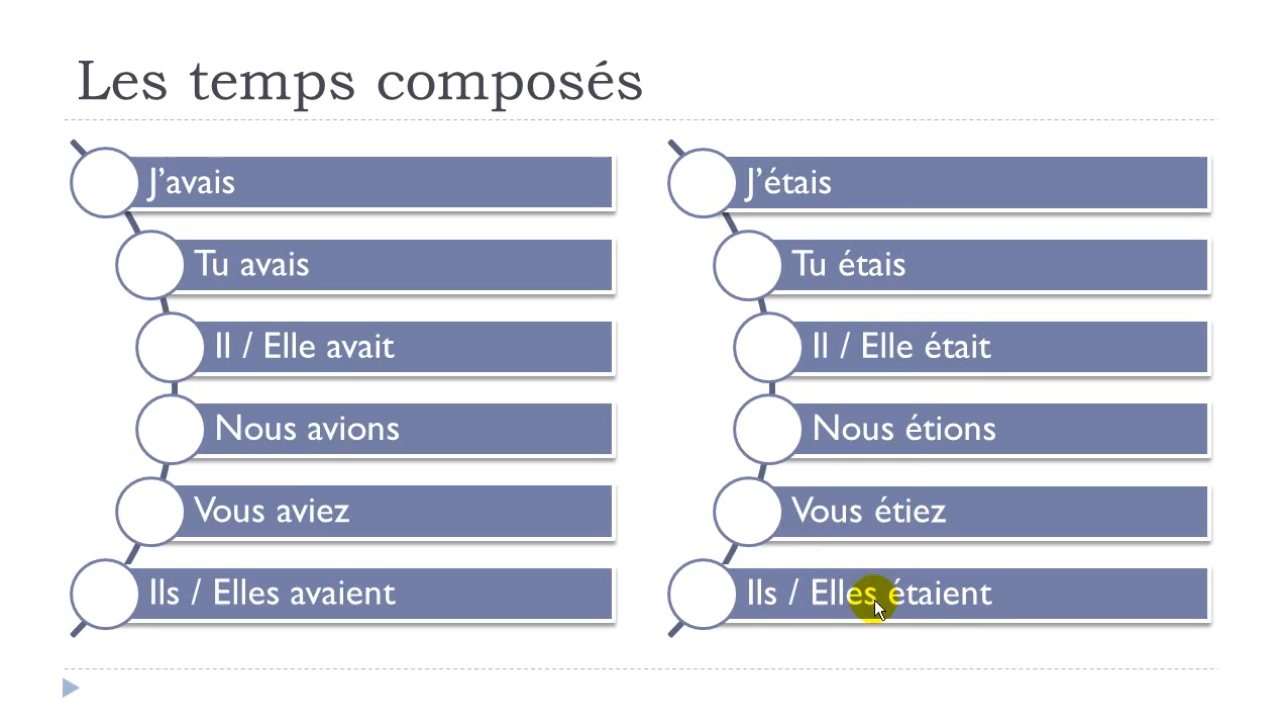 Les temps composés
J’avais
Tu avais
Il / Elle avait
Nous avions
Vous aviez
Ils / Elles avaient
J’étais
Tu étais
Il / Elle était
Nous étions
Vous étiez
Ils / Elles étaient